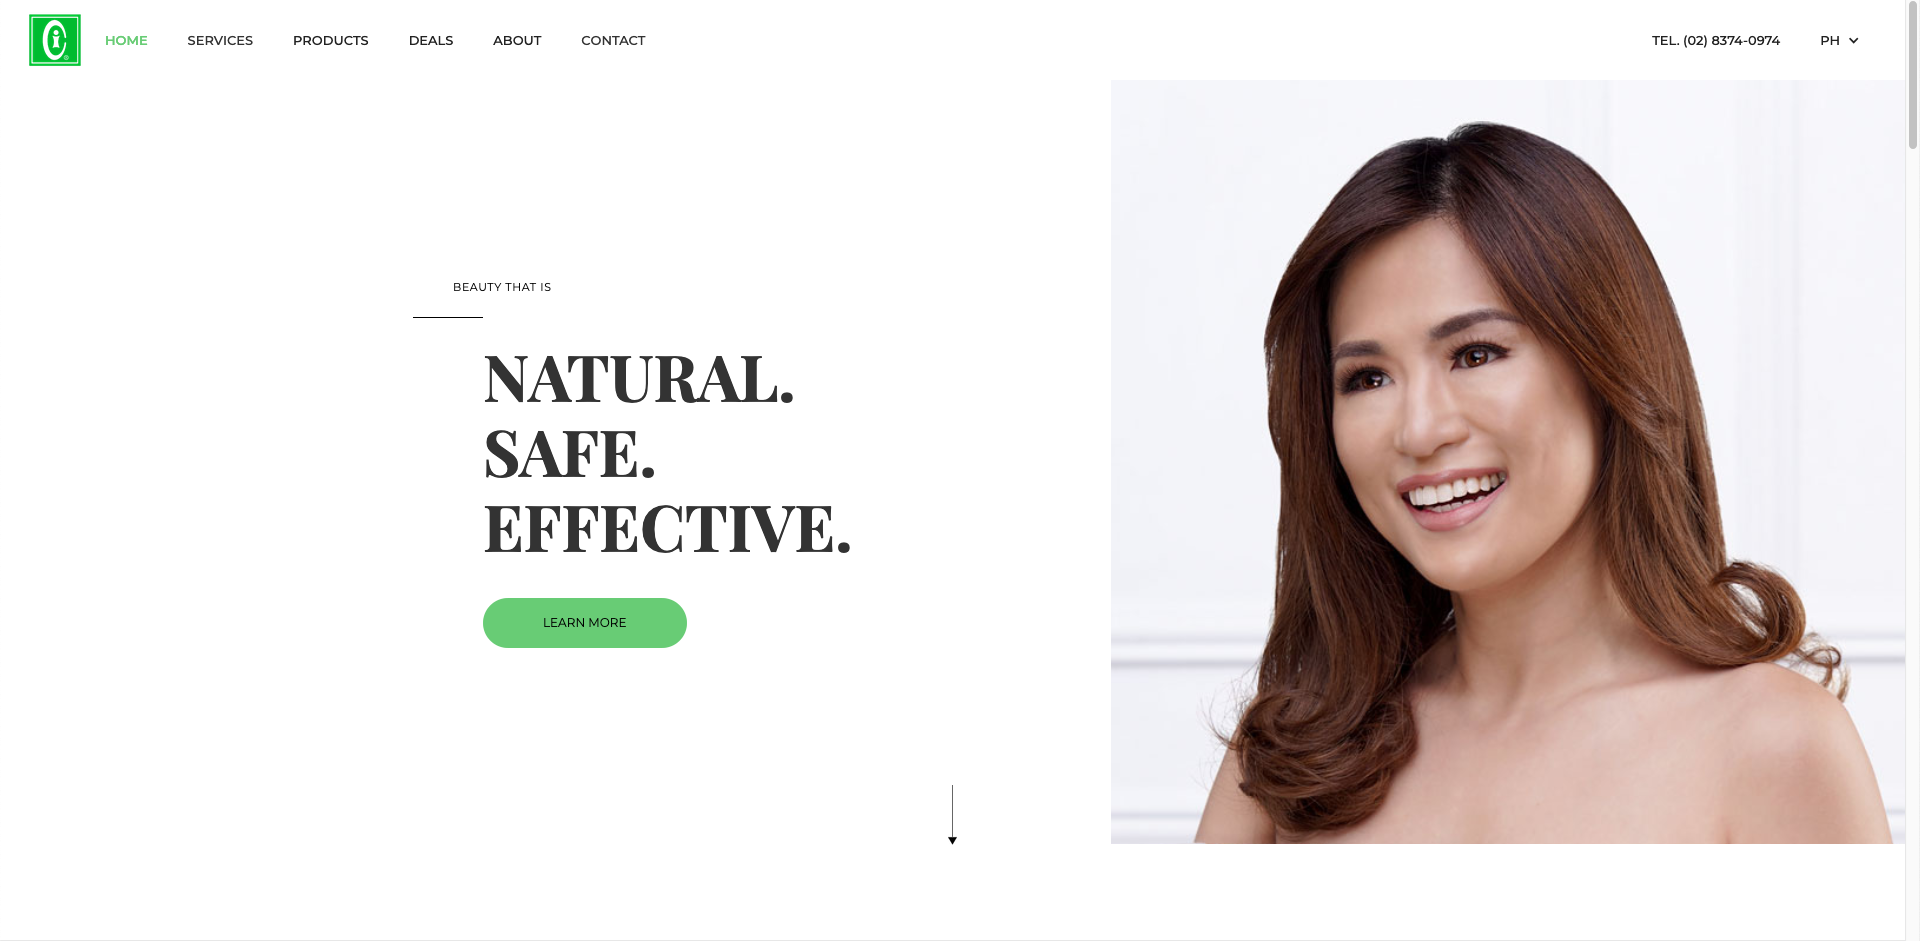 HOME SERVICES PRODUCTS DEALS ABOUT CONTACT TEL. (02) 8374-0974 PH
BEAUTY THAT IS
NATURAL.
SAFE.
EFFECTIVE.
LEARN MORE